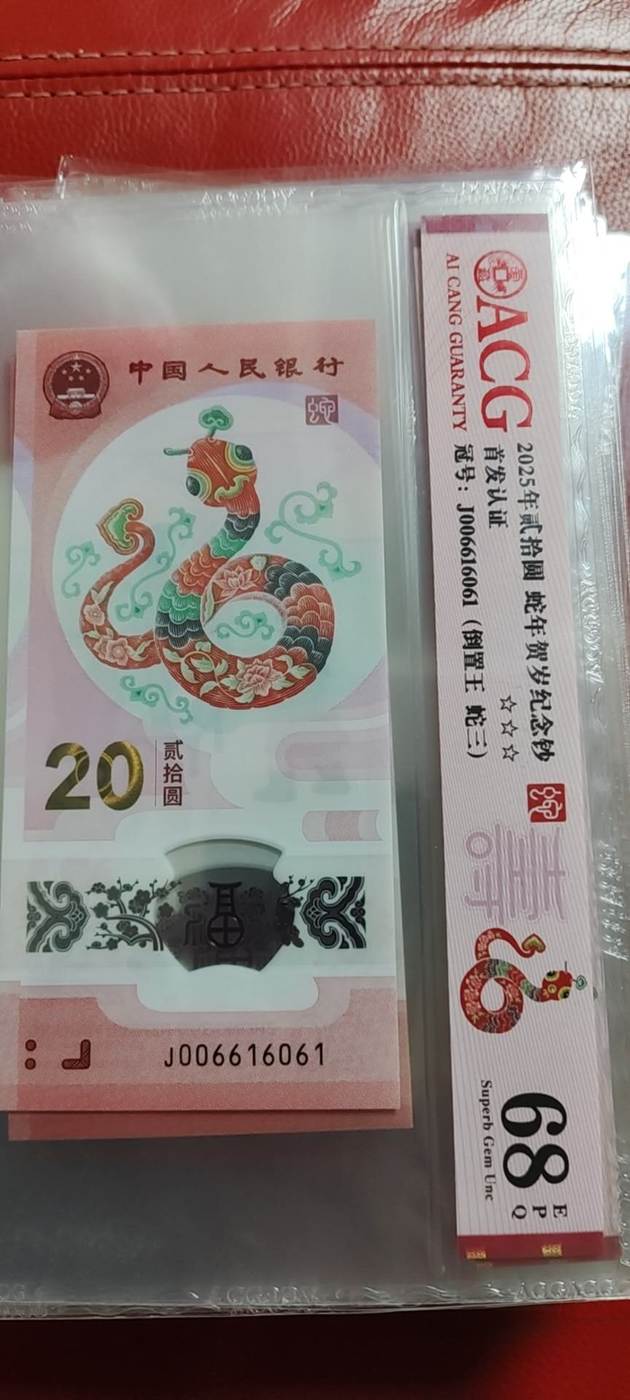 中国人民银行
蛇
20
贰拾圆
J006616061
ACG
AI CANG GUARANTY
2025年贰拾圆 蛇年贺岁纪念钞
首发认证 ☆☆☆
冠号：J006616061（倒置王 蛇三）
蛇
壽
68
EPQ
Superb Gem Unc